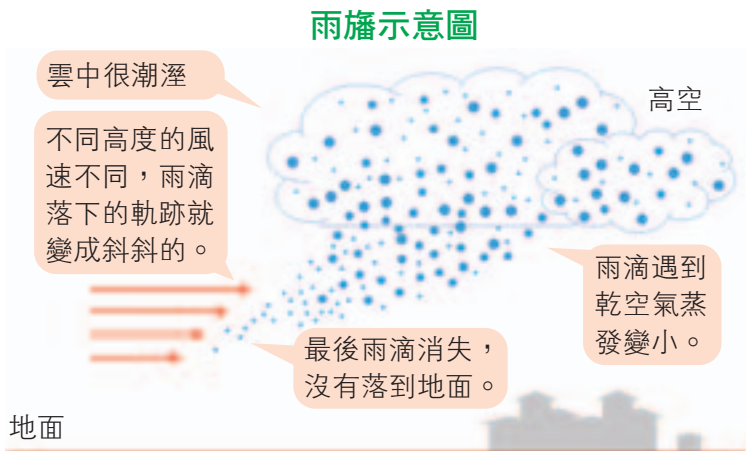 雨旛示意圖
雲中很潮溼
高空
不同高度的風
速不同，雨滴
落下的軌跡就
變成斜斜的。
雨滴遇到
乾空氣蒸
發變小。
最後雨滴消失，
沒有落到地面。
地面